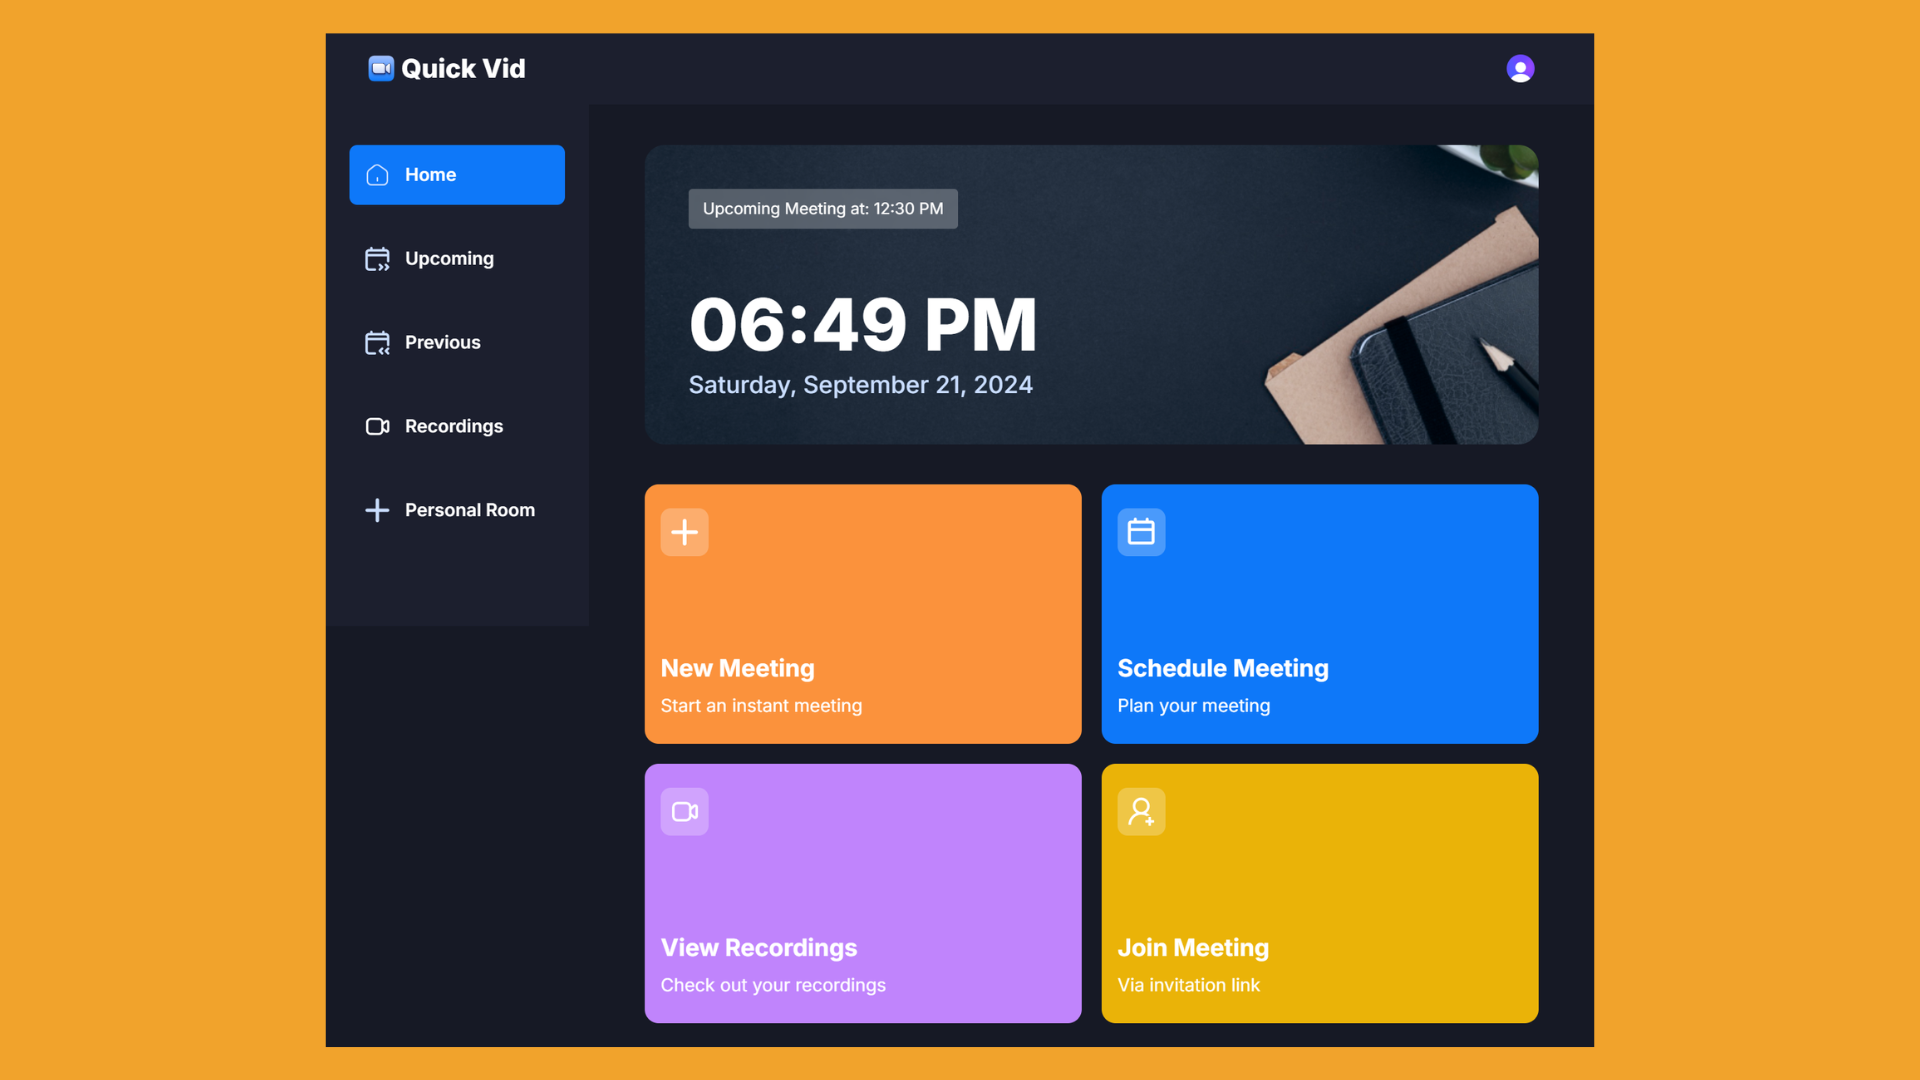 Quick Vid
Home
Upcoming
Previous
Recordings
Personal Room
Upcoming Meeting at: 12:30 PM
06:49 PM
Saturday, September 21, 2024
New Meeting
Start an instant meeting
Schedule Meeting
Plan your meeting
View Recordings
Check out your recordings
Join Meeting
Via invitation link